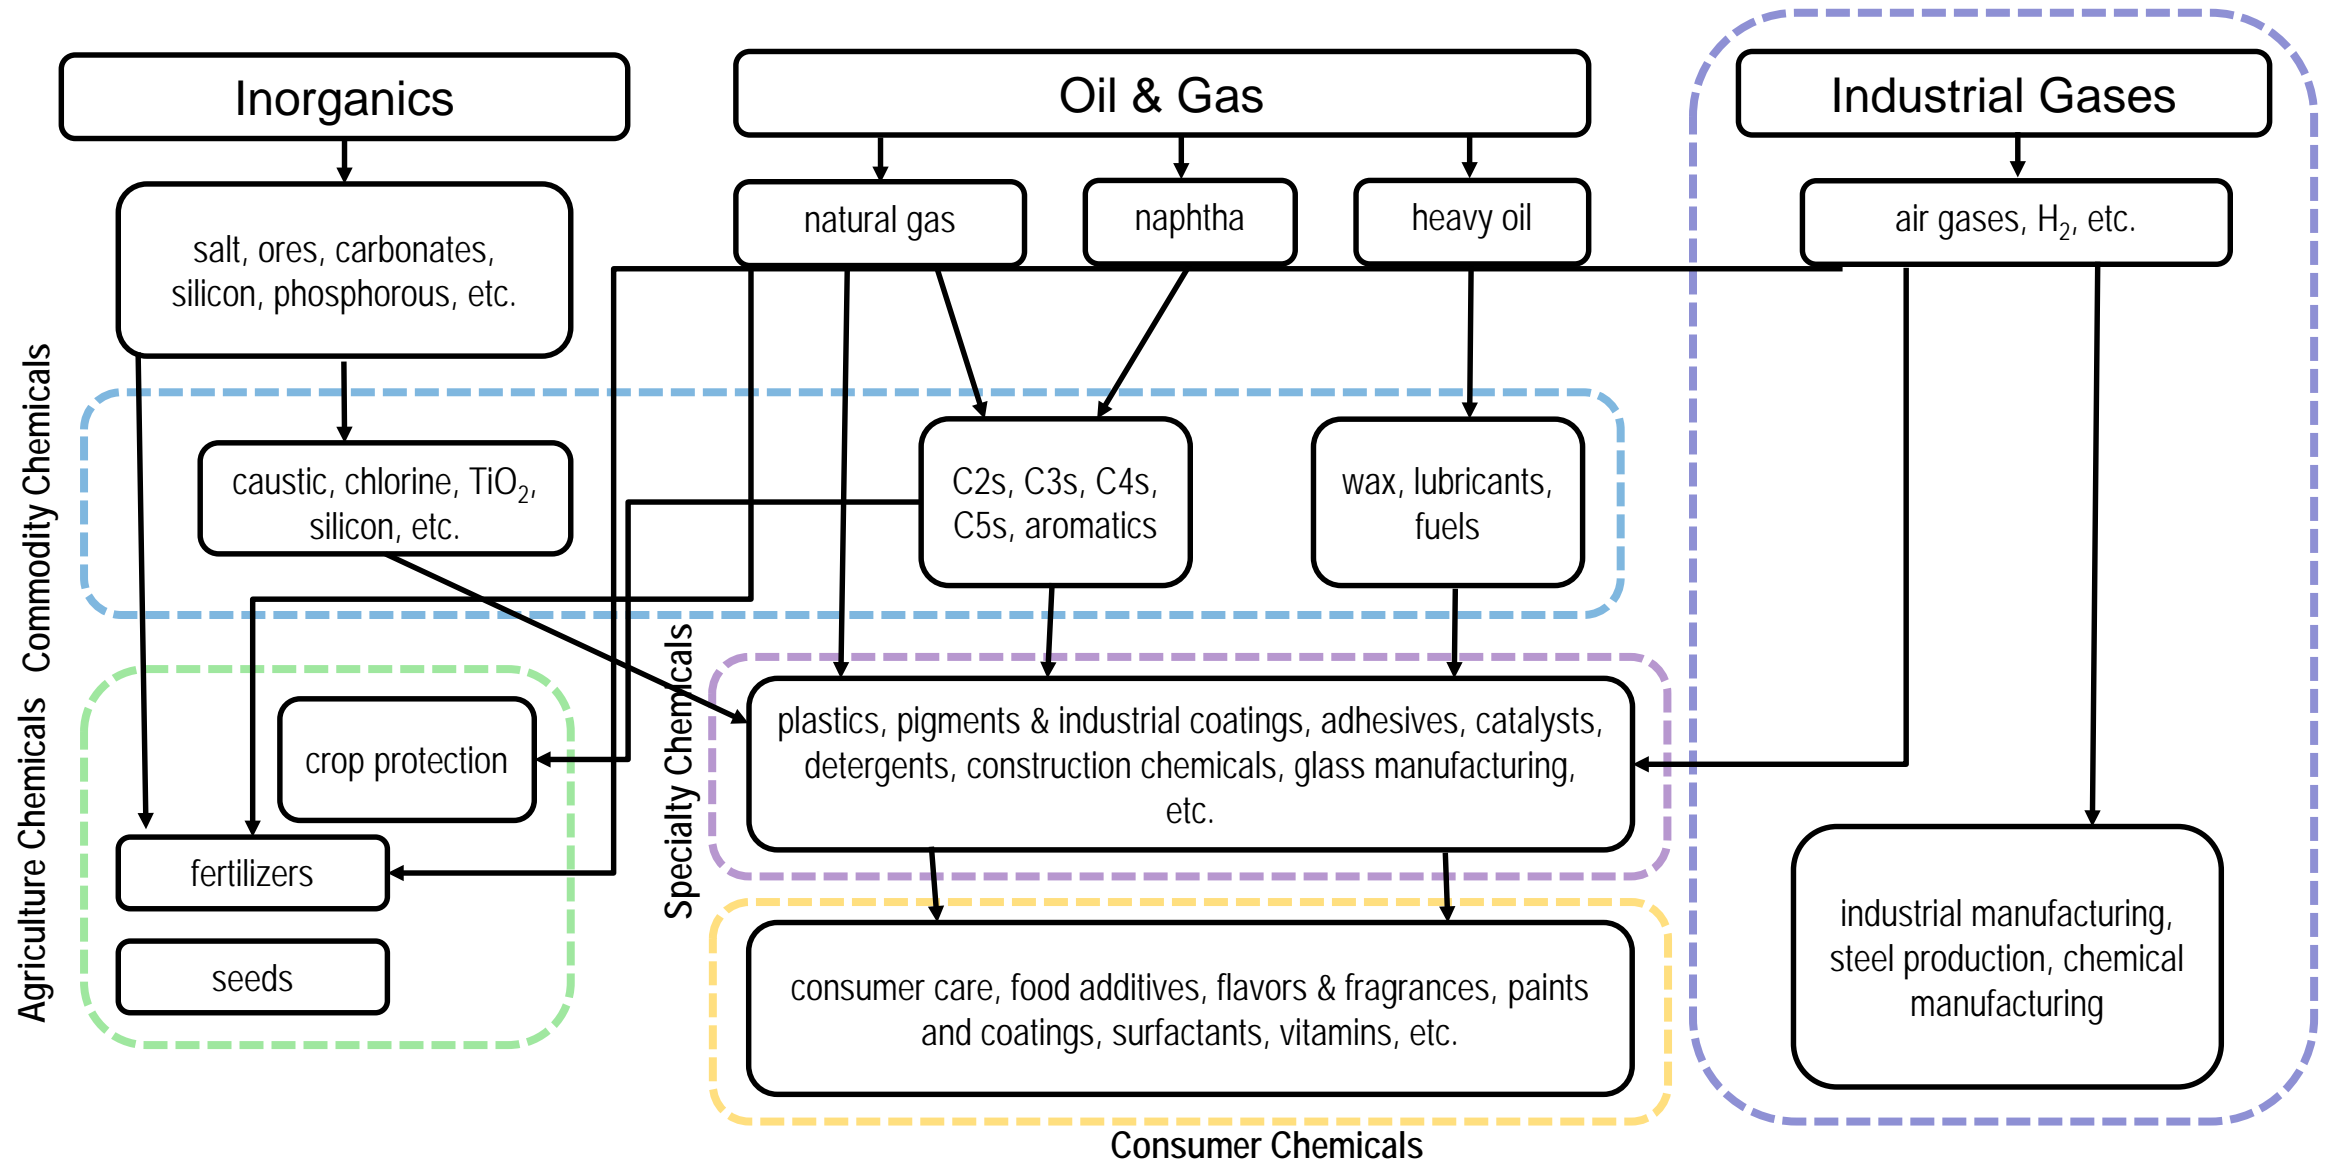 Inorganics
Oil & Gas
Industrial Gases
salt, ores, carbonates,
silicon, phosphorous, etc.
natural gas
naphtha
heavy oil
air gases, H₂, etc.
Commodity Chemicals
caustic, chlorine, TiO₂,
silicon, etc.
C2s, C3s, C4s,
C5s, aromatics
wax, lubricants,
fuels
Agriculture Chemicals
crop protection
fertilizers
seeds
Specialty Chemicals
plastics, pigments & industrial coatings, adhesives, catalysts,
detergents, construction chemicals, glass manufacturing,
etc.
consumer care, food additives, flavors & fragrances, paints
and coatings, surfactants, vitamins, etc.
Consumer Chemicals
industrial manufacturing,
steel production, chemical
manufacturing